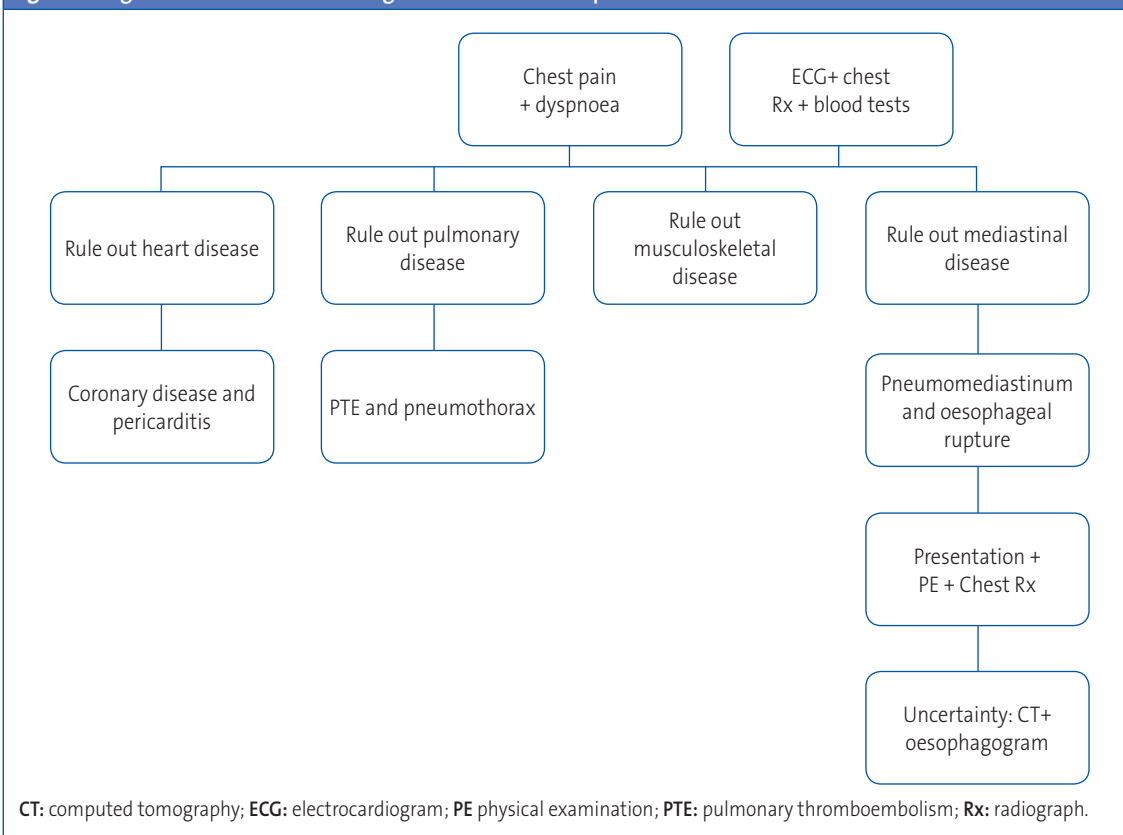 Chest pain
+ dyspnoea
ECG+ chest
Rx + blood tests
Rule out heart disease
Rule out pulmonary
disease
Rule out
musculoskeletal
disease
Rule out mediastinal
disease
Coronary disease and
pericarditis
PTE and pneumothorax
Pneumomediastinum
and oesophageal
rupture
Presentation +
PE + Chest Rx
Uncertainty: CT+
oesophagogram
CT: computed tomography; ECG: electrocardiogram; PE physical examination; PTE: pulmonary thromboembolism; Rx: radiograph.